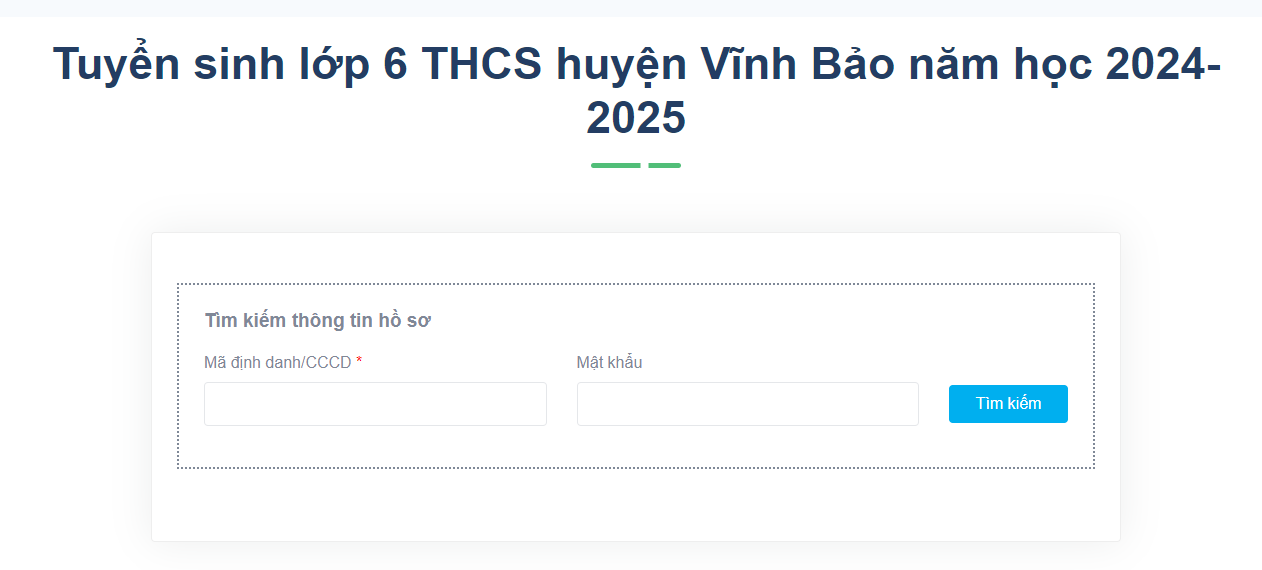 Tuyển sinh lớp 6 THCS huyện Vĩnh Bảo năm học 2024-
2025
Tìm kiếm thông tin hồ sơ
Mã định danh/CCCD *
Mật khẩu
Tìm kiếm